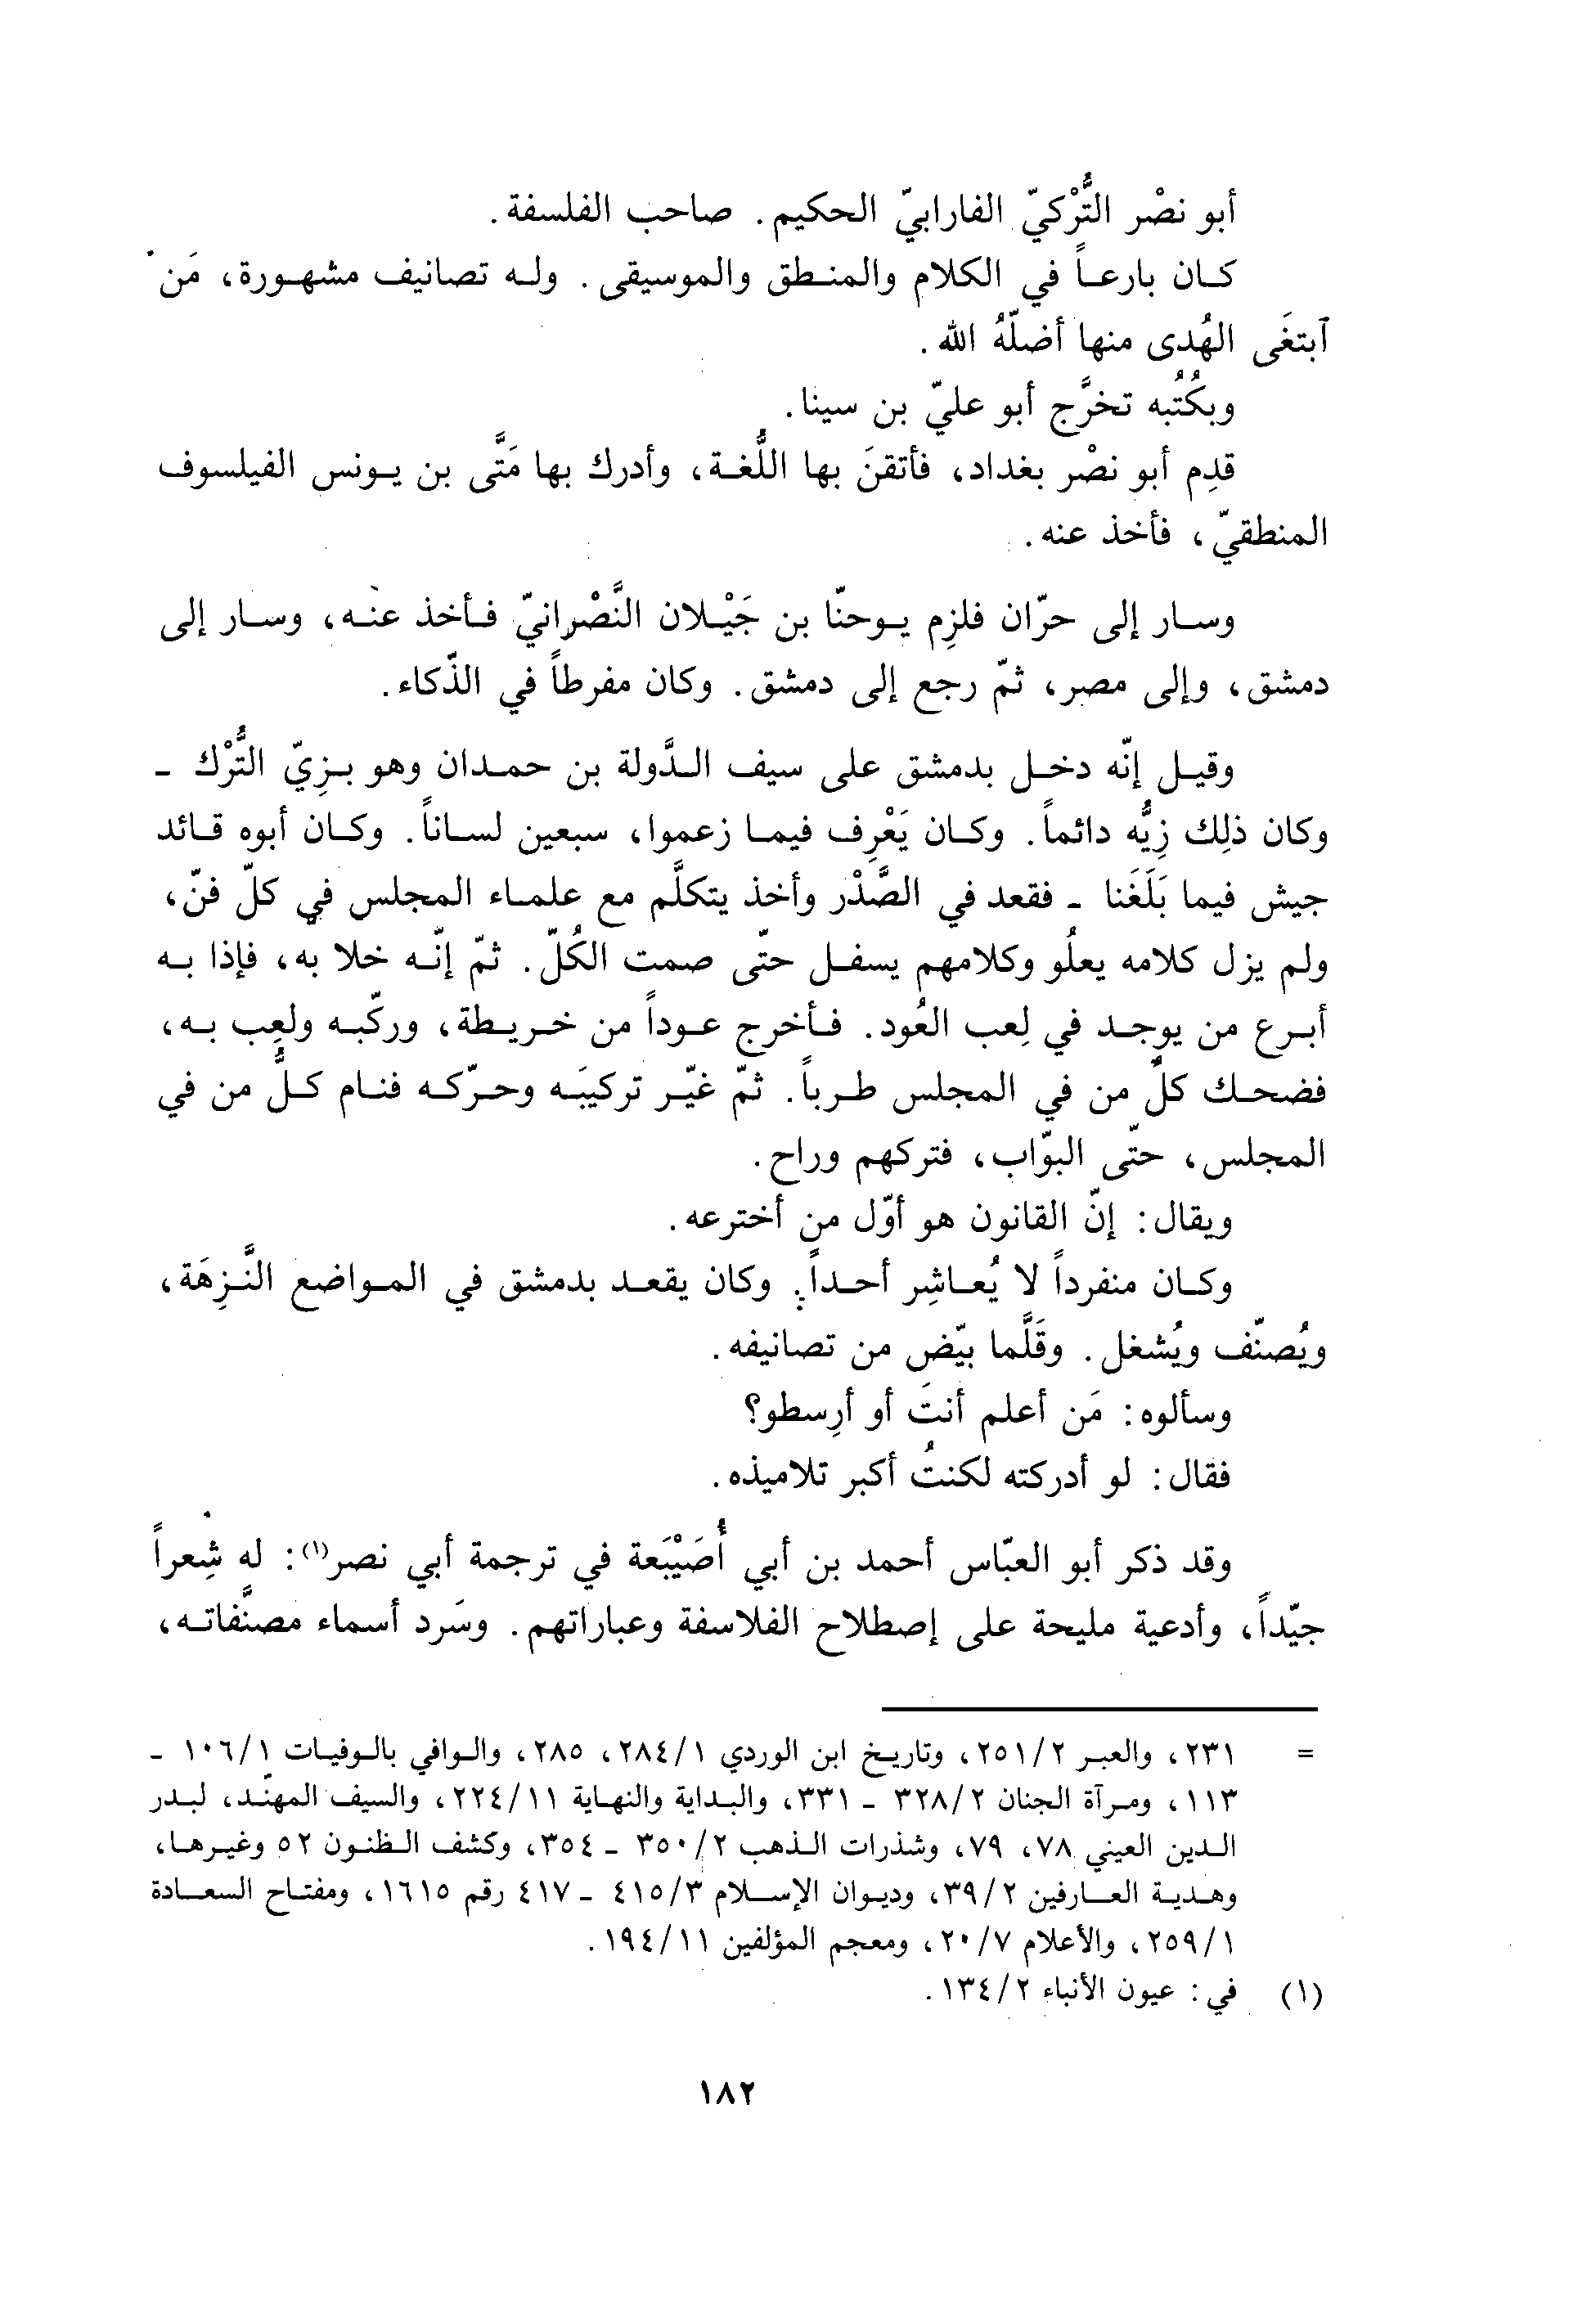 أبو نصْر التُّرْكيّ الفارابيّ الحكيم. صاحب الفلسفة.
كان بارعاً في الكلام والمنطق والموسيقى. وله تصانيف مشهورة، مَن
آبتغَى الهُدى منها أضلّهُ الله.
وبكُتُبه تخرَّج أبو عليّ بن سينا.
قدِم أبو نصْر بغداد، فأتقنَ بها اللُّغة، وأدرك بها مَتَّى بن يونس الفيلسوف
المنطقيّ، فأخذ عنه.
وسار إلى حرّان فلزِم يوحنّا بن جَيْلان النَّصْرانيّ فأخذ عنه، وسار إلى
دمشق، وإلى مصر، ثمّ رجع إلى دمشق. وكان مفرطاً في الذّكاء.
وقيل إنّه دخل بدمشق على سيف الدَّولة بن حمدان وهو بزِيّ التُّرْك -
وكان ذلِك زِيُّه دائماً. وكان يَعْرِف فيما زعموا، سبعين لساناً. وكان أبوه قائد
جيش فيما بَلَغَنا - فقعد في الصَّدْر وأخذ يتكلَّم مع علماء المجلس في كلّ فنّ،
ولم يزل كلامه يعلُو وكلامهم يسفل حتّى صمت الكُلّ. ثمّ إنّه خلا به، فإذا به
أبرع من يوجد في لِعب العُود. فأخرج عوداً من خريطة، وركّبه ولعِب به،
فضحك كلّ من في المجلس طرباً. ثمّ غيّر تركيبَه وحرّكه فنام كلُّ من في
المجلس، حتّى البوّاب، فتركهم وراح.
ويقال: إنّ القانون هو أوّل من أخترعه.
وكان منفرداً لا يُعاشِر أحداً. وكان يقعد بدمشق في المواضع النَّزِهَة،
ويُصنّف ويُشغل. وقَلَّما بيّض من تصانيفه.
وسألوه: مَن أعلم أنتَ أو أرِسطو؟
فقال: لو أدركته لكنتُ أكبر تلاميذه.
وقد ذكر أبو العبّاس أحمد بن أبي أُصَيْبَعة في ترجمة أبي نصر(١): له شِعراً
جيّداً، وأدعية مليحة على إصطلاح الفلاسفة وعباراتهم. وسَرد أسماء مصنَّفاته،
= ٢٣١، والعبر ٢٥١/٢، وتاريخ ابن الوردي ٢٨٤/١، ٢٨٥، والوافي بالوفيات ١٠٦/١ -
١١٣، ومرآة الجنان ٣٢٨/٢ - ٣٣١، والبداية والنهاية ٢٢٤/١١، والسيف المهنّد، لبدر
الدين العيني ٧٨، ٧٩، وشذرات الذهب ٣٥٠/٢ - ٣٥٤، وكشف الظنون ٥٢ وغيرها،
وهدية العارفين ٣٩/٢، وديوان الإسلام ٤١٥/٣ - ٤١٧ رقم ١٦١٥، ومفتاح السعادة
٢٥٩/١، والأعلام ٢٠/٧، ومعجم المؤلفين ١٩٤/١١.
(١) في: عيون الأنباء ١٣٤/٢.
١٨٢